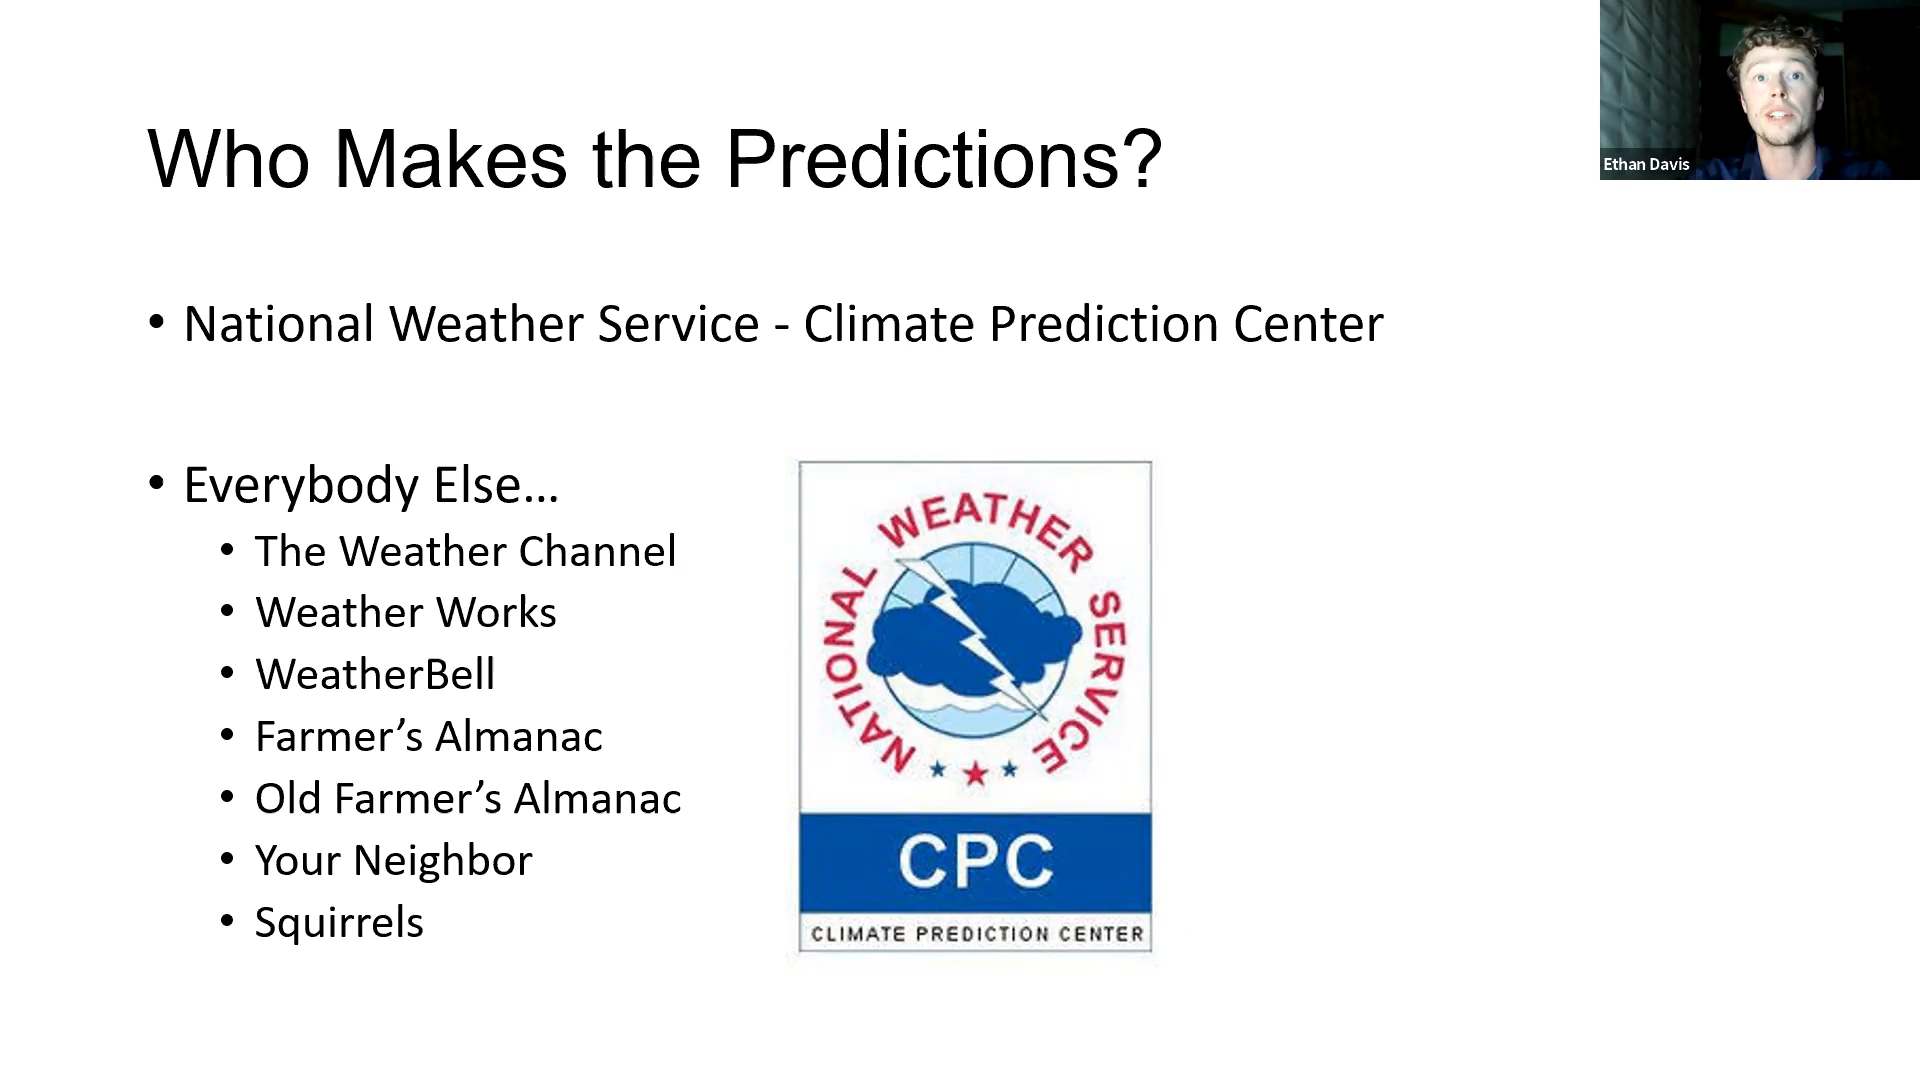 Who Makes the Predictions?
Ethan Davis
• National Weather Service - Climate Prediction Center
• Everybody Else...
• The Weather Channel
• Weather Works
• WeatherBell
• Farmer’s Almanac
• Old Farmer’s Almanac
• Your Neighbor
• Squirrels
NATIONAL WEATHER SERVICE
CPC
CLIMATE PREDICTION CENTER